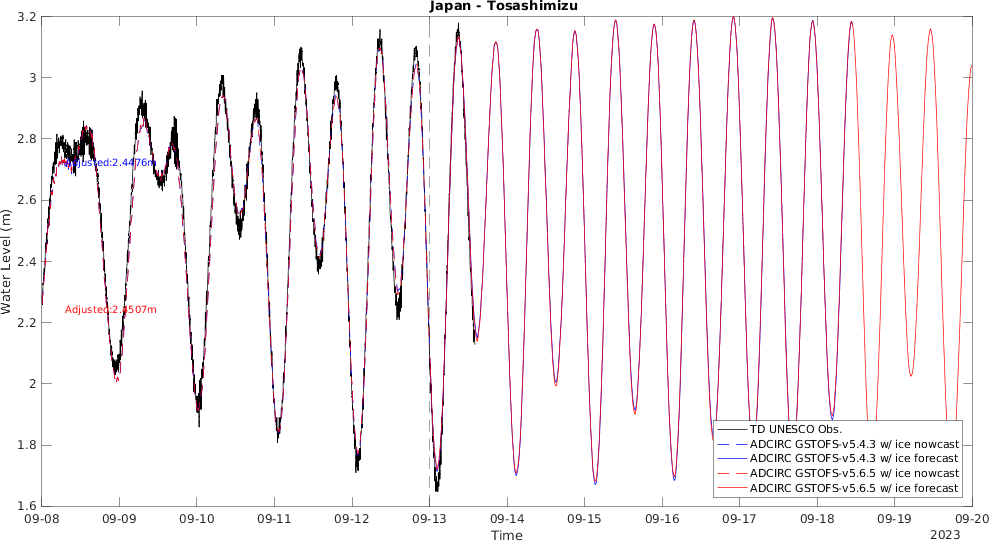 Japan - Tosashimizu
Water Level (m)
3.2
3
2.8
2.6
2.4
2.2
2
1.8
1.6
Adjusted:2.4476m
Adjusted:2.4507m
TD UNESCO Obs.
ADCIRC GSTOFS-v5.4.3 w/ ice nowcast
ADCIRC GSTOFS-v5.4.3 w/ ice forecast
ADCIRC GSTOFS-v5.6.5 w/ ice nowcast
ADCIRC GSTOFS-v5.6.5 w/ ice forecast
09-08 09-09 09-10 09-11 09-12 09-13 09-14 09-15 09-16 09-17 09-18 09-19 09-20
Time
2023